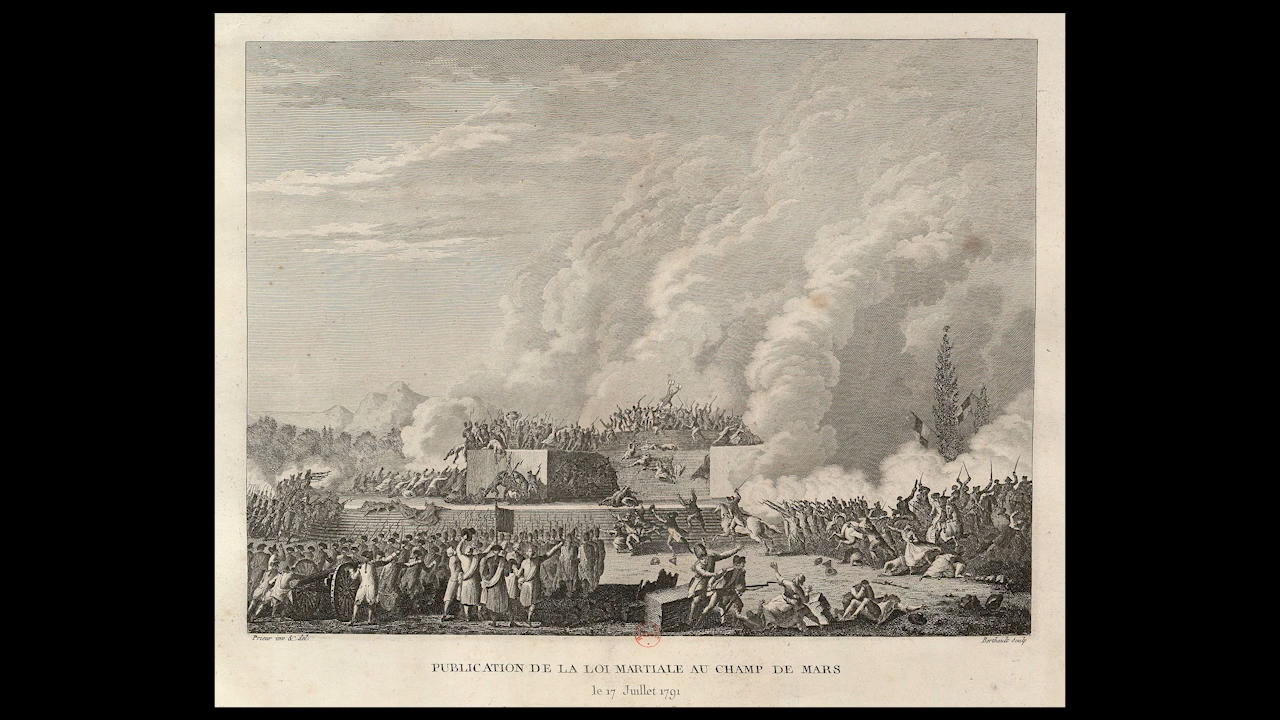 Prieur inv & del.
Berthault sculp
PUBLICATION DE LA LOI MARTIALE AU CHAMP DE MARS
le 17 Juillet 1791